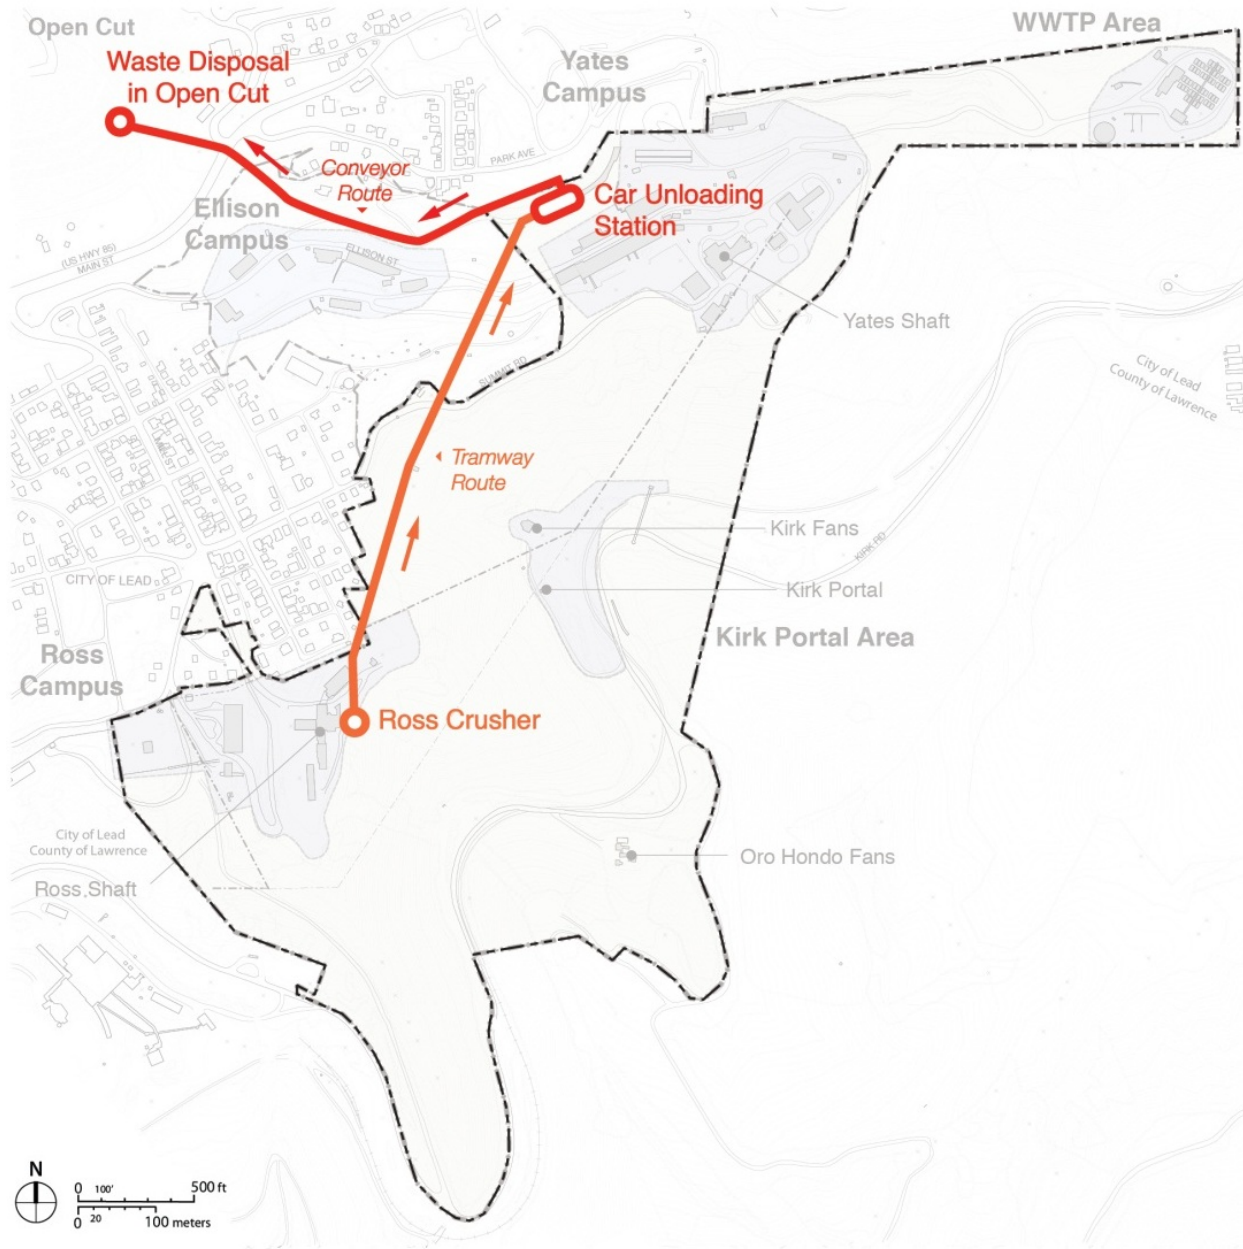 Open Cut
WWTP Area
Waste Disposal
in Open Cut
Yates
Campus
PARK AVE
Conveyor
Route
Car Unloading
Station
Ellison
Campus
ELLISON ST
(US HWY 85)
MAIN ST
Yates Shaft
City of Lead
County of Lawrence
SUMMIT RD
Tramway
Route
Kirk Fans
KIRK RD
CITY OF LEAD
Kirk Portal
Kirk Portal Area
Ross
Campus
Ross Crusher
City of Lead
County of Lawrence
Oro Hondo Fans
Ross Shaft
N
0 100' 500 ft
0 20 100 meters